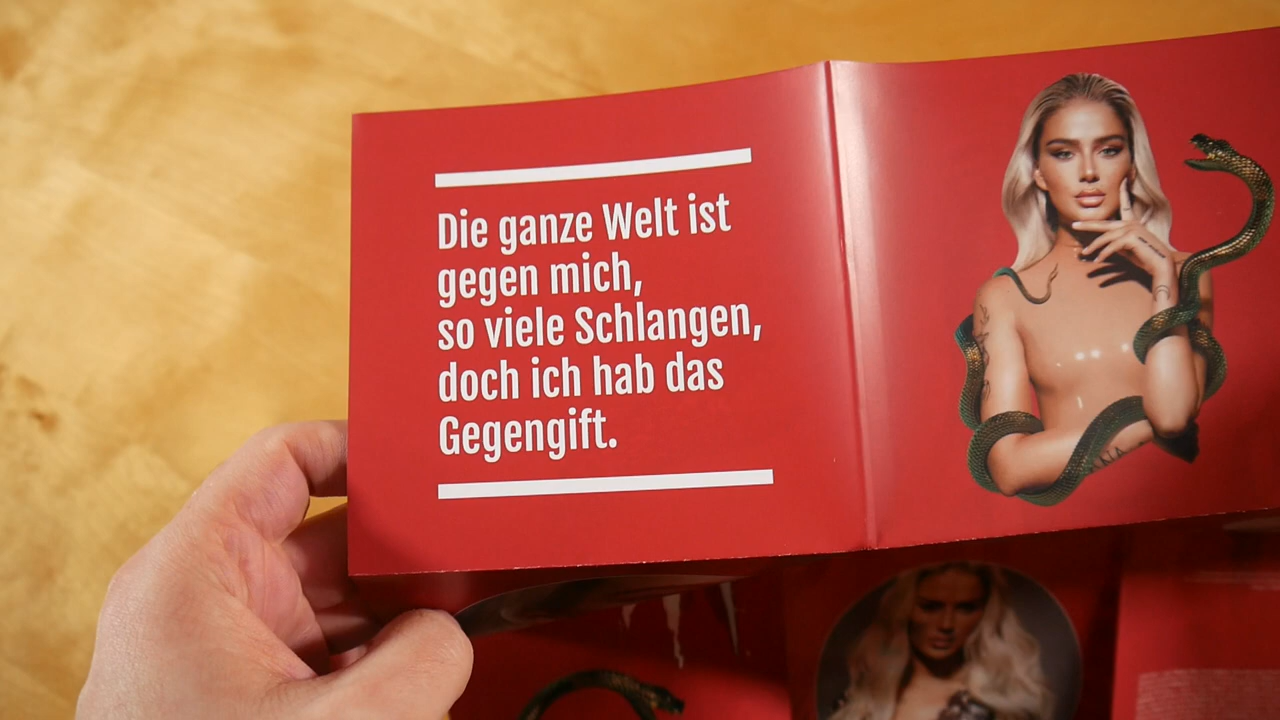 Die ganze Welt ist
gegen mich,
so viele Schlangen,
doch ich hab das
Gegengift.